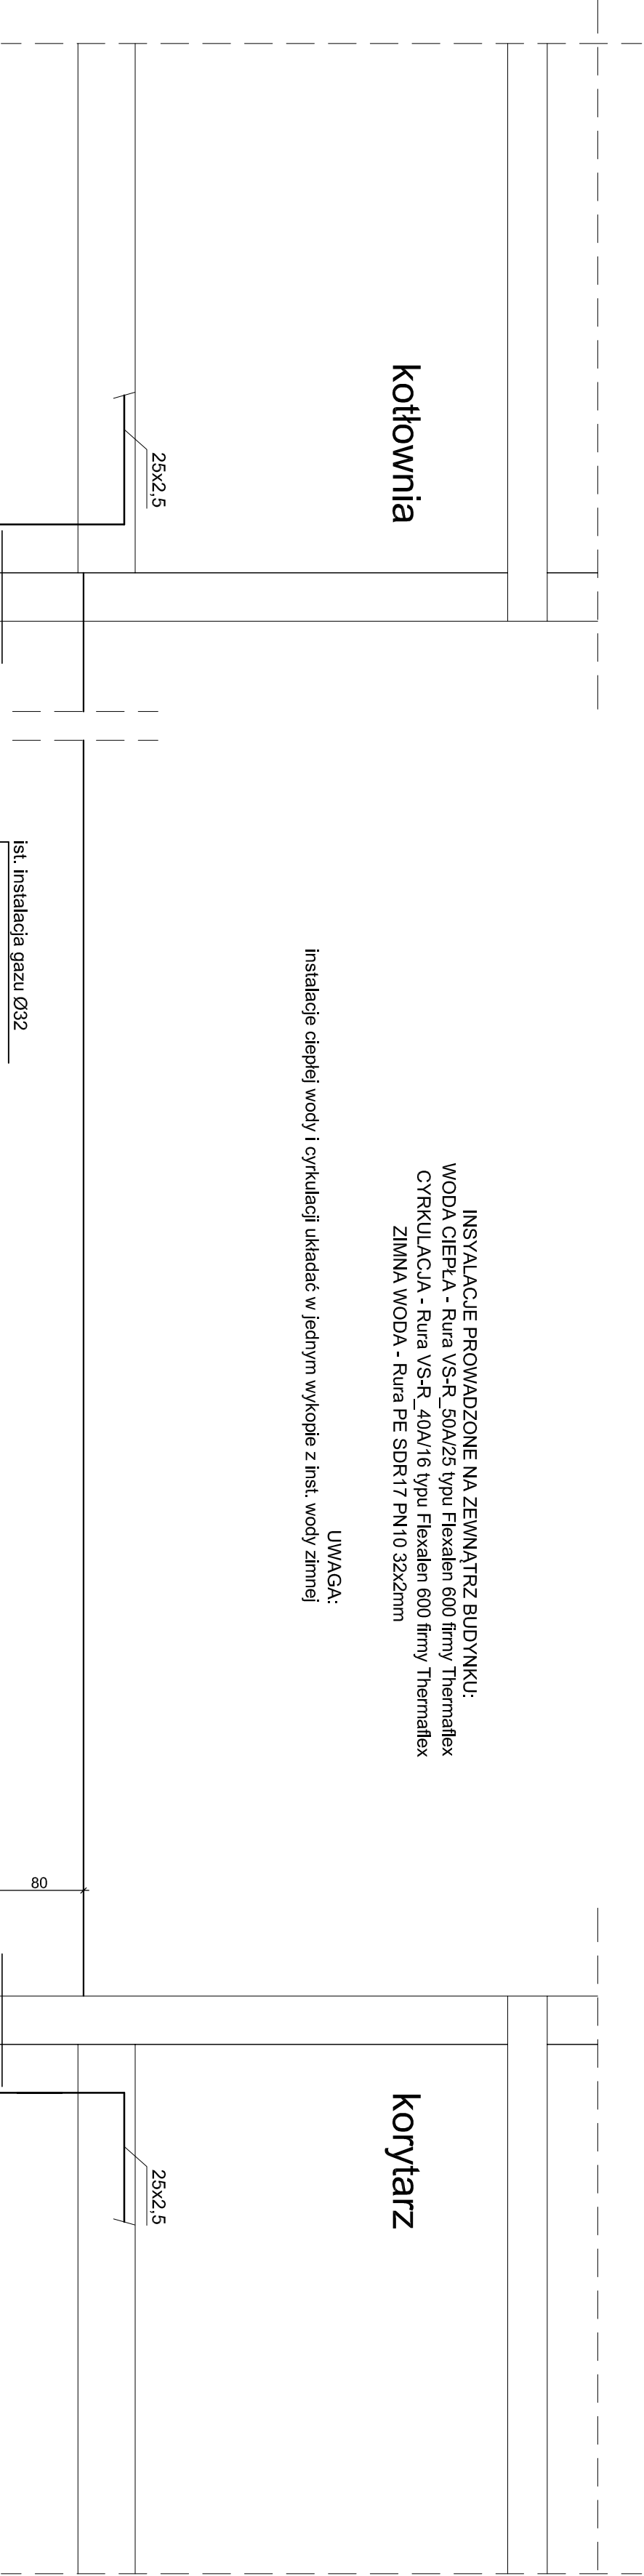 kotłownia
korytarz
INSYALACJE PROWADZONE NA ZEWNĄTRZ BUDYNKU:
WODA CIEPŁA - Rura VS-R_50A/25 typu Flexalen 600 firmy Thermaflex
CYRKULACJA - Rura VS-R_40A/16 typu Flexalen 600 firmy Thermaflex
ZIMNA WODA - Rura PE SDR17 PN10 32x2mm
UWAGA:
instalacje ciepłej wody i cyrkulacji układać w jednym wykopie z inst. wody zimnej
25x2,5
25x2,5
80
ist. instalacja gazu Ø32